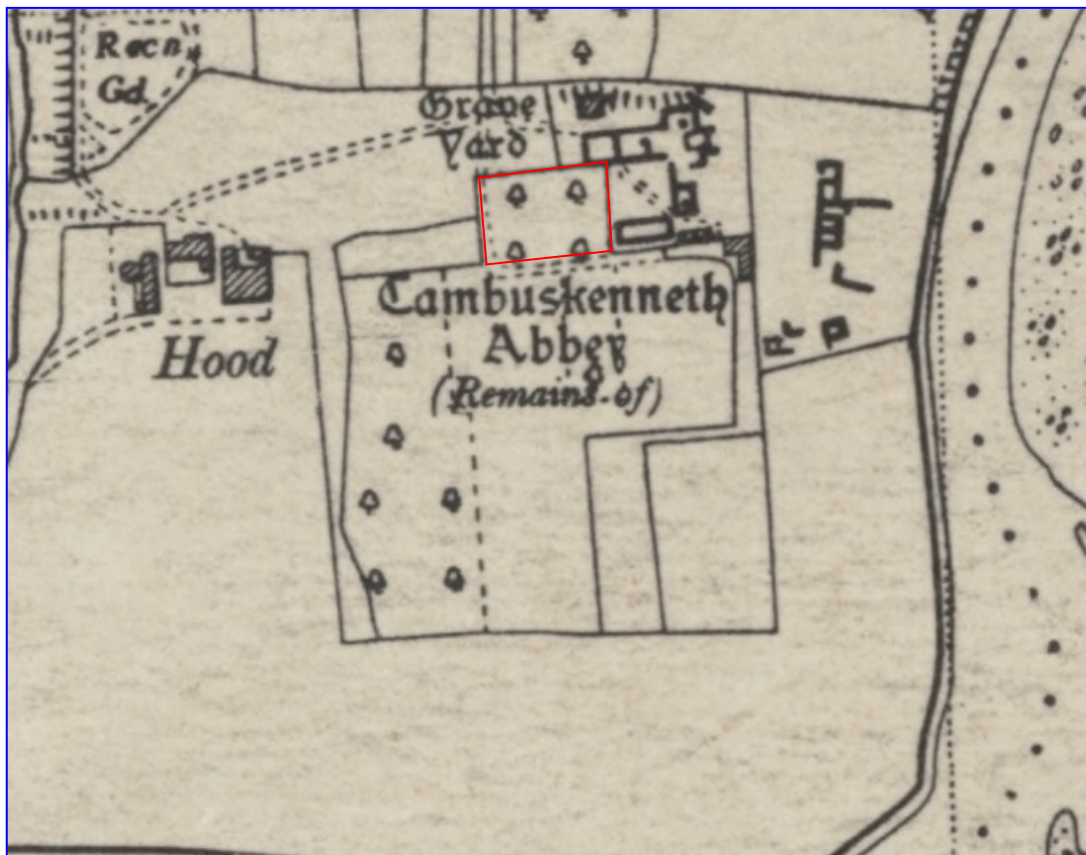 Recn
Gd.
Grave
Yard
Cambuskenneth
Abbey
(Remains of)
Hood